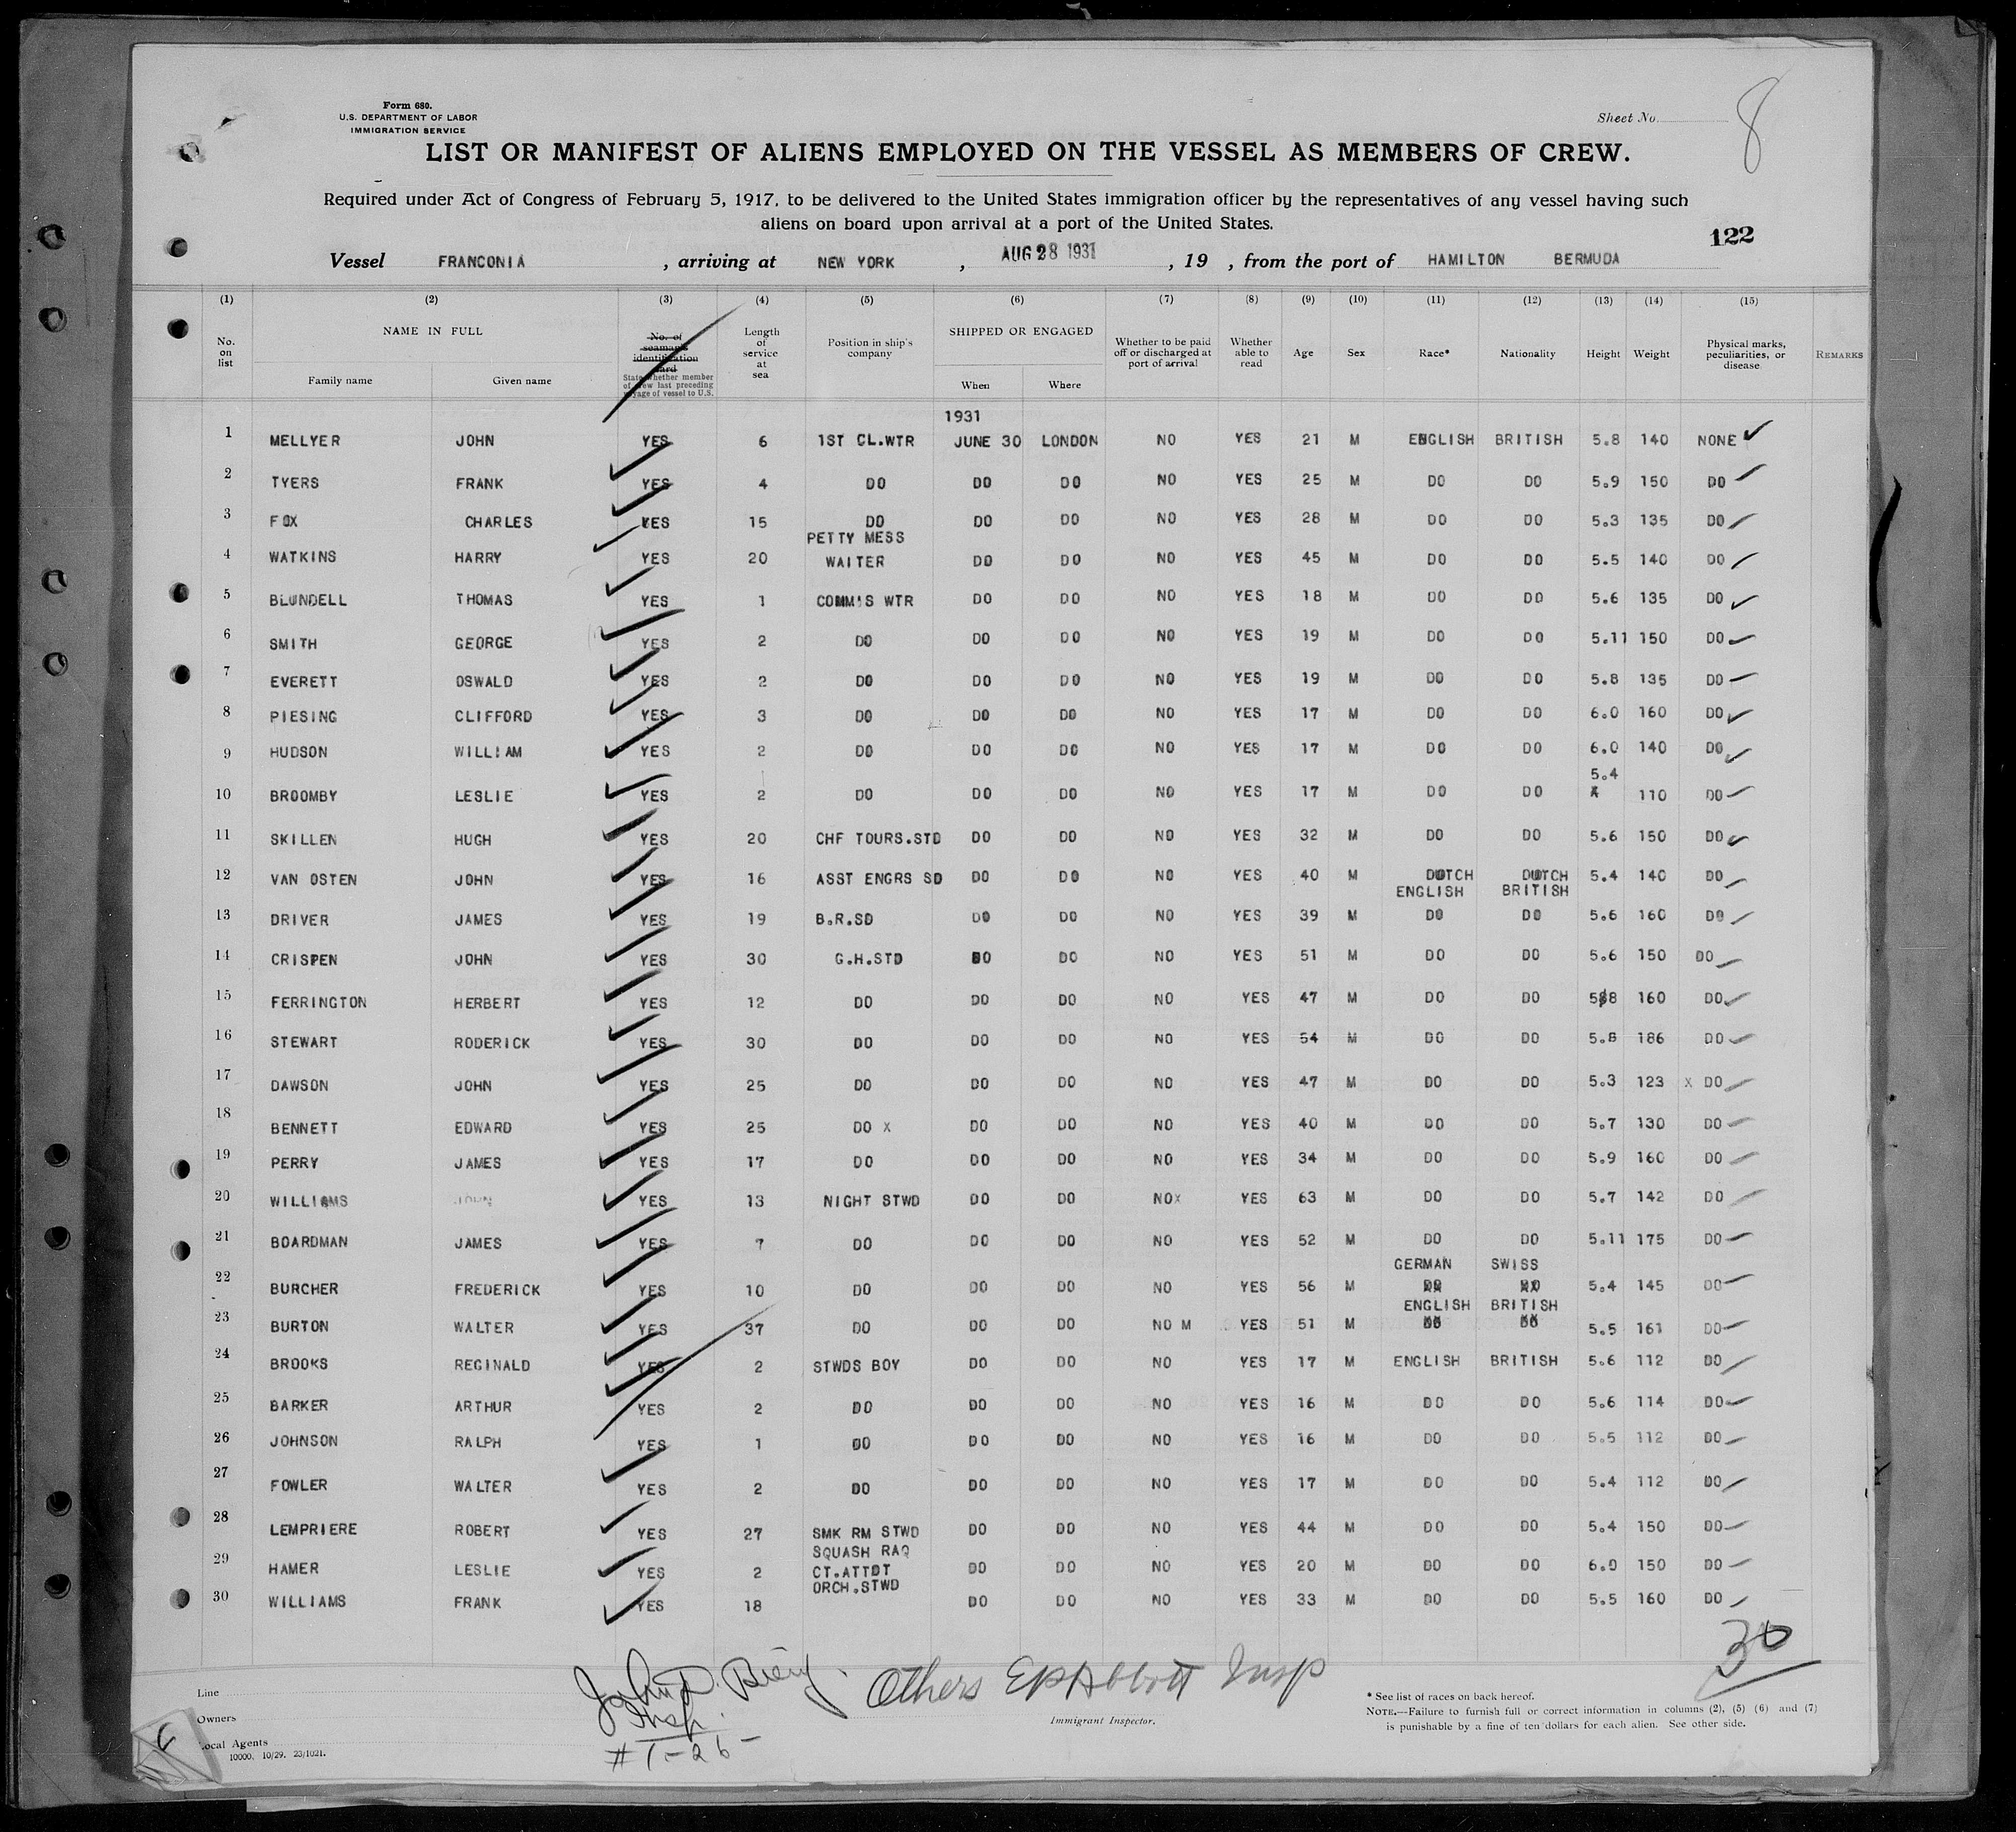 Form 680.
U.S. DEPARTMENT OF LABOR
IMMIGRATION SERVICE
Sheet No. 8
LIST OR MANIFEST OF ALIENS EMPLOYED ON THE VESSEL AS MEMBERS OF CREW.
Required under Act of Congress of February 5, 1917, to be delivered to the United States immigration officer by the representatives of any vessel having such
aliens on board upon arrival at a port of the United States.
122
Vessel FRANCONIA , arriving at NEW YORK , AUG 28 1931 , 19 , from the port of HAMILTON BERMUDA
(1) (2) (3) (4) (5) (6) (7) (8) (9) (10) (11) (12) (13) (14) (15)
No. on list NAME IN FULL Family name Given name No. of seaman's identification card State whether member of crew last preceding voyage of vessel to U.S. Length of service at sea Position in ship's company SHIPPED OR ENGAGED When Where Whether to be paid off or discharged at port of arrival Whether able to read Age Sex Race* Nationality Height Weight Physical marks, peculiarities, or disease REMARKS
1931
1 MELLYER JOHN YES 6 1ST CL.WTR JUNE 30 LONDON NO YES 21 M ENGLISH BRITISH 5.8 140 NONE
2 TYERS FRANK YES 4 DO DO DO NO YES 25 M DO DO 5.9 150 DO
3 FOX CHARLES YES 15 DO DO DO NO YES 28 M DO DO 5.3 135 DO
4 WATKINS HARRY YES 20 PETTY MESS WAITER DO DO NO YES 45 M DO DO 5.5 140 DO
5 BLUNDELL THOMAS YES 1 COMMIS WTR DO DO NO YES 18 M DO DO 5.6 135 DO
6 SMITH GEORGE YES 2 DO DO DO NO YES 19 M DO DO 5.11 150 DO
7 EVERETT OSWALD YES 2 DO DO DO NO YES 19 M DO DO 5.8 135 DO
8 PIESING CLIFFORD YES 3 DO DO DO NO YES 17 M DO DO 6.0 160 DO
9 HUDSON WILLIAM YES 2 DO DO DO NO YES 17 M DO DO 6.0 140 DO
10 BROOMBY LESLIE YES 2 DO DO DO NO YES 17 M DO DO 5.4 110 DO
11 SKILLEN HUGH YES 20 CHF TOURS.STD DO DO NO YES 32 M DO DO 5.6 150 DO
12 VAN OSTEN JOHN YES 16 ASST ENGRS SD DO DO NO YES 40 M DUTCH DUTCH 5.4 140 DO
13 DRIVER JAMES YES 19 B.R.SD DO DO NO YES 39 M ENGLISH DO BRITISH DO 5.6 160 DO
14 CRISPEN JOHN YES 30 G.H.STD DO DO NO YES 51 M DO DO 5.6 150 DO
15 FERRINGTON HERBERT YES 12 DO DO DO NO YES 47 M DO DO 5.8 160 DO
16 STEWART RODERICK YES 30 DO DO DO NO YES 54 M DO DO 5.8 186 DO
17 DAWSON JOHN YES 25 DO DO DO NO YES 47 M DO DO 5.3 123 X DO
18 BENNETT EDWARD YES 25 DO X DO DO NO YES 40 M DO DO 5.7 130 DO
19 PERRY JAMES YES 17 DO DO DO NO YES 34 M DO DO 5.9 160 DO
20 WILLIAMS JOHN YES 13 NIGHT STWD DO DO NOX YES 63 M DO DO 5.7 142 DO
21 BOARDMAN JAMES YES 7 DO DO DO NO YES 52 M DO DO 5.11 175 DO
22 BURCHER FREDERICK YES 10 DO DO DO NO YES 56 M GERMAN DO SWISS DO 5.4 145 DO
23 BURTON WALTER YES 37 DO DO DO NO M YES 51 M ENGLISH DO BRITISH DO 5.5 161 DO
24 BROOKS REGINALD YES 2 STWDS BOY DO DO NO YES 17 M ENGLISH BRITISH 5.6 112 DO
25 BARKER ARTHUR YES 2 DO DO DO NO YES 16 M DO DO 5.6 114 DO
26 JOHNSON RALPH YES 1 DO DO DO NO YES 16 M DO DO 5.5 112 DO
27 FOWLER WALTER YES 2 DO DO DO NO YES 17 M DO DO 5.4 112 DO
28 LEMPRIERE ROBERT YES 27 SMK RM STWD DO DO NO YES 44 M DO DO 5.4 150 DO
29 HAMER LESLIE YES 2 SQUASH RAQ CT.ATTDT DO DO NO YES 20 M DO DO 6.0 150 DO
30 WILLIAMS FRANK YES 18 ORCH.STWD DO DO NO YES 33 M DO DO 5.5 160 DO
30
John D. Others E P Abbott Insp
Insp.
# 1-26-
Line
Owners
Local Agents
10000, 10/29. 23/1021.
Immigrant Inspector.
* See list of races on back hereof.
NOTE.—Failure to furnish full or correct information in columns (2), (5) (6) and (7)
is punishable by a fine of ten dollars for each alien. See other side.